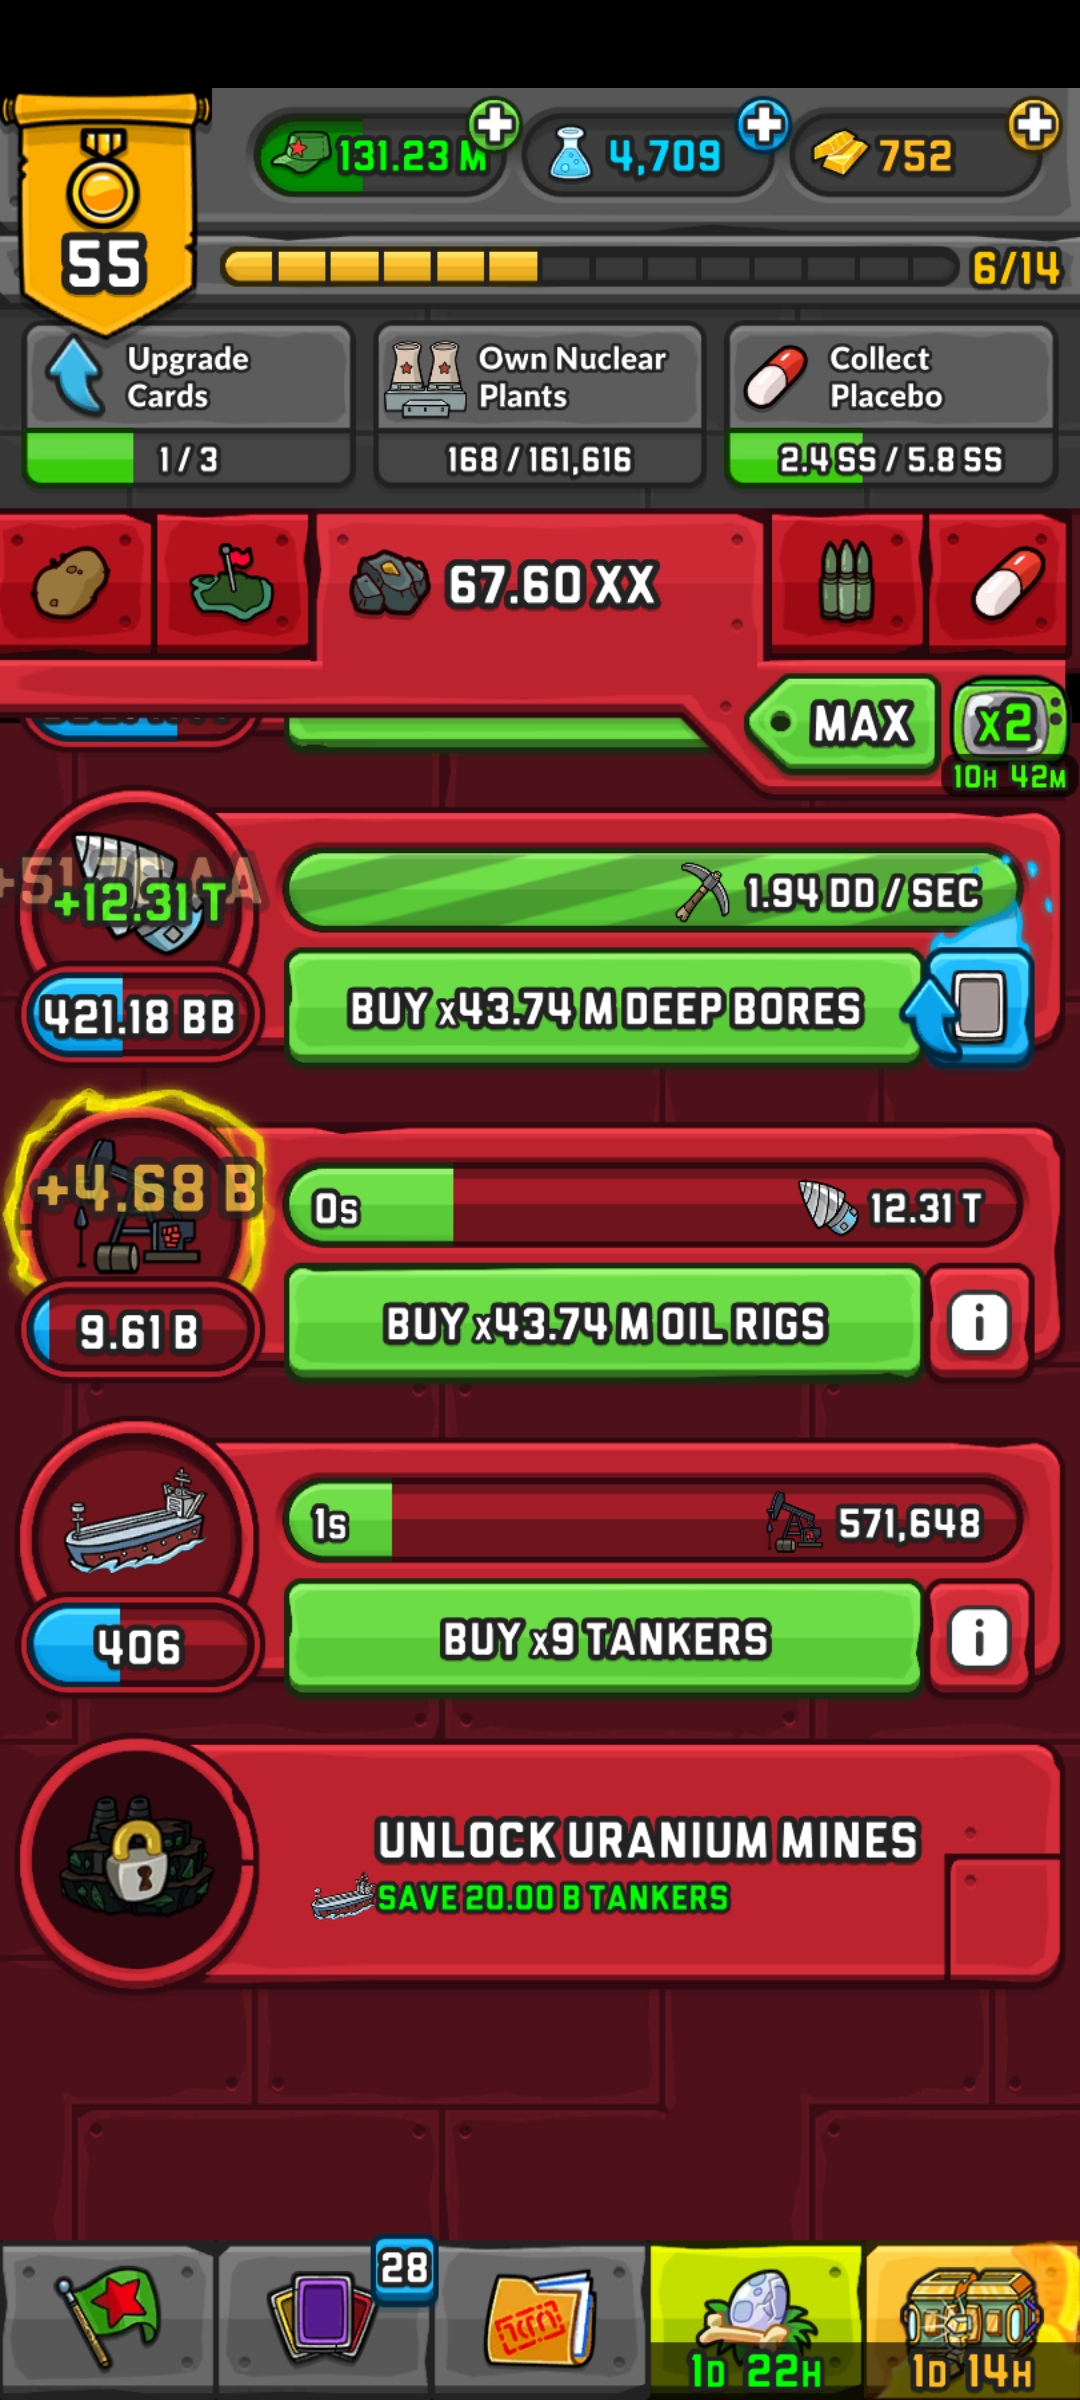 131.23 M
4,709
752
55
6/14
Upgrade
Cards
1 / 3
Own Nuclear
Plants
168 / 161,616
Collect
Placebo
2.4 SS / 5.8 SS
67.60 XX
MAX
x2
10H 42M
+12.31 T
1.94 DD / SEC
421.18 BB
BUY x43.74 M DEEP BORES
+4.68 B
0s
12.31 T
9.61 B
BUY x43.74 M OIL RIGS
i
1s
571,648
406
BUY x9 TANKERS
i
UNLOCK URANIUM MINES
SAVE 20.00 B TANKERS
28
1D 22H
1D 14H